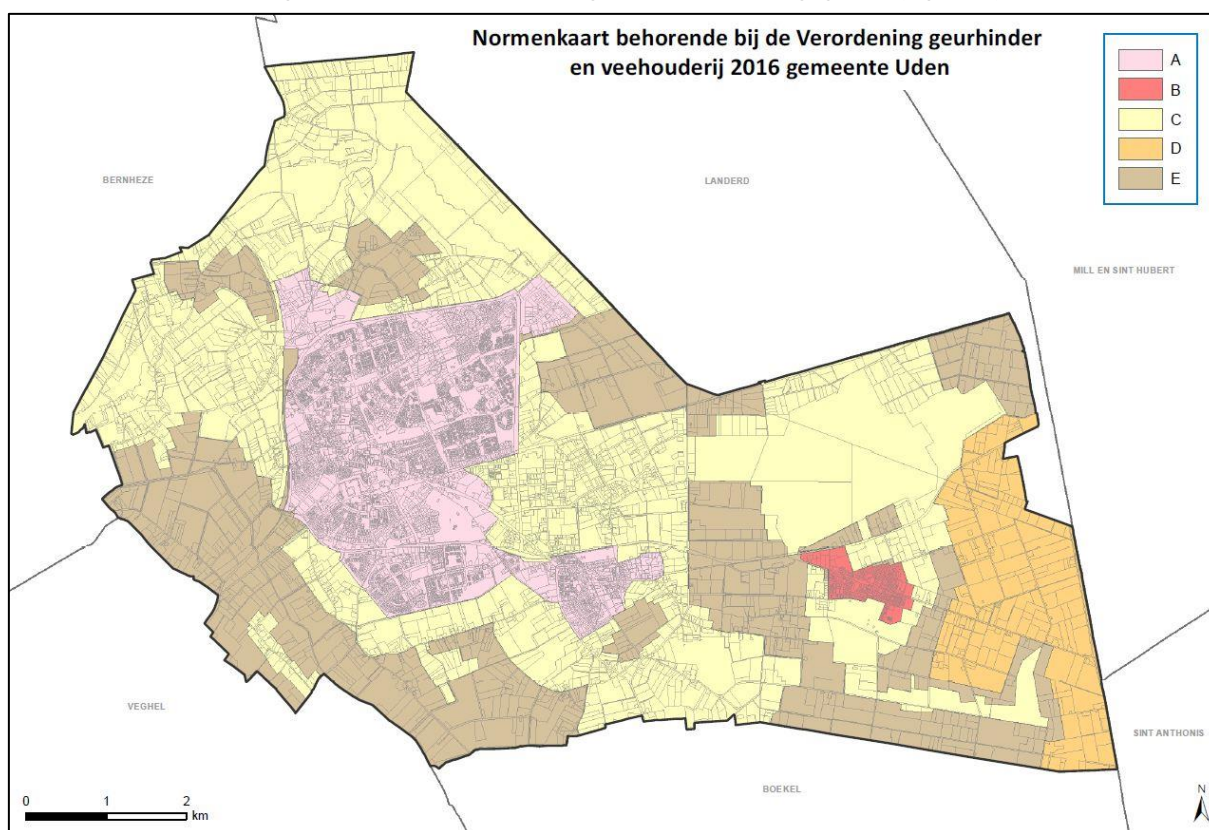 Normenkaart behorende bij de Verordening geurhinder
en veehouderij 2016 gemeente Uden
A
B
C
D
E
BERNHEZE
LANDERD
MILL EN SINT HUBERT
VEGHEL
SINT ANTHONIS
BOEKEL
0 1 2
km
N